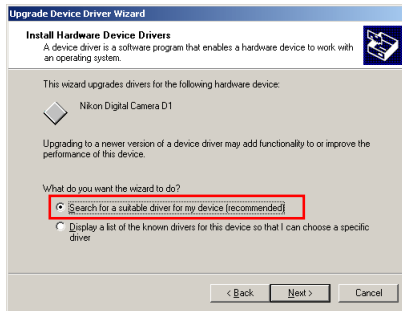 Upgrade Device Driver Wizard
Install Hardware Device Drivers
A device driver is a software program that enables a hardware device to work with
an operating system.
This wizard upgrades drivers for the following hardware device:
Nikon Digital Camera D1
Upgrading to a newer version of a device driver may add functionality to or improve the
performance of this device.
What do you want the wizard to do?
Search for a suitable driver for my device (recommended)
Display a list of the known drivers for this device so that I can choose a specific
driver
< Back
Next >
Cancel